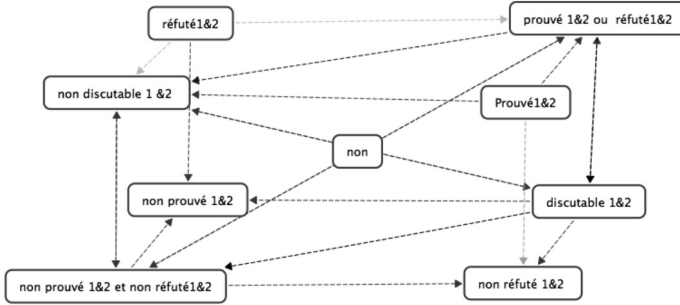 réfuté1&2
prouvé 1&2 ou réfuté1&2
non discutable 1 &2
Prouvé1&2
non
non prouvé 1&2
discutable 1&2
non prouvé 1&2 et non réfuté1&2
non réfuté 1&2